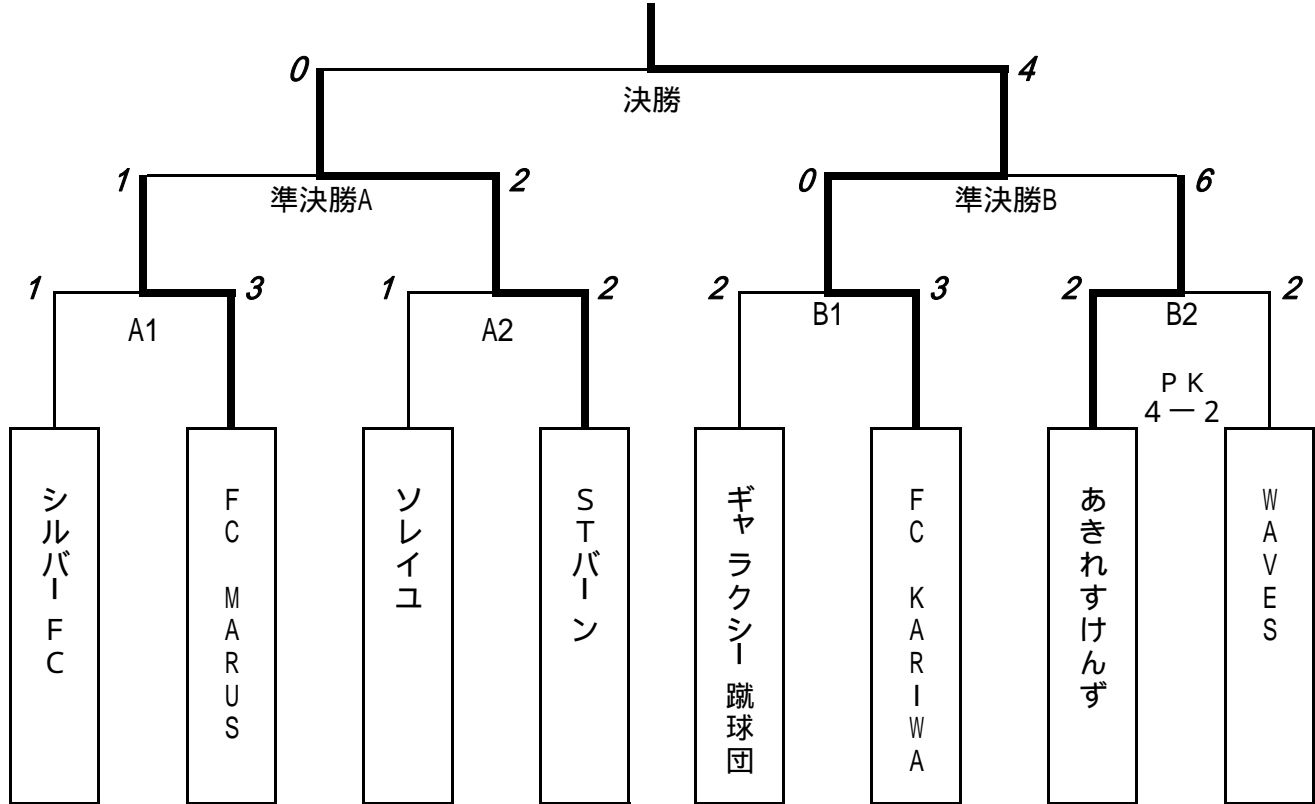 0
4
決勝
1
2
0
6
準決勝A
準決勝B
1
3
1
2
2
3
2
2
A1
A2
B1
B2
PK
4-2
シルバーFC
FC MARUS
ソレイユ
STバーン
ギャラクシー蹴球団
FC KARIWA
あきれすけんず
WAVES